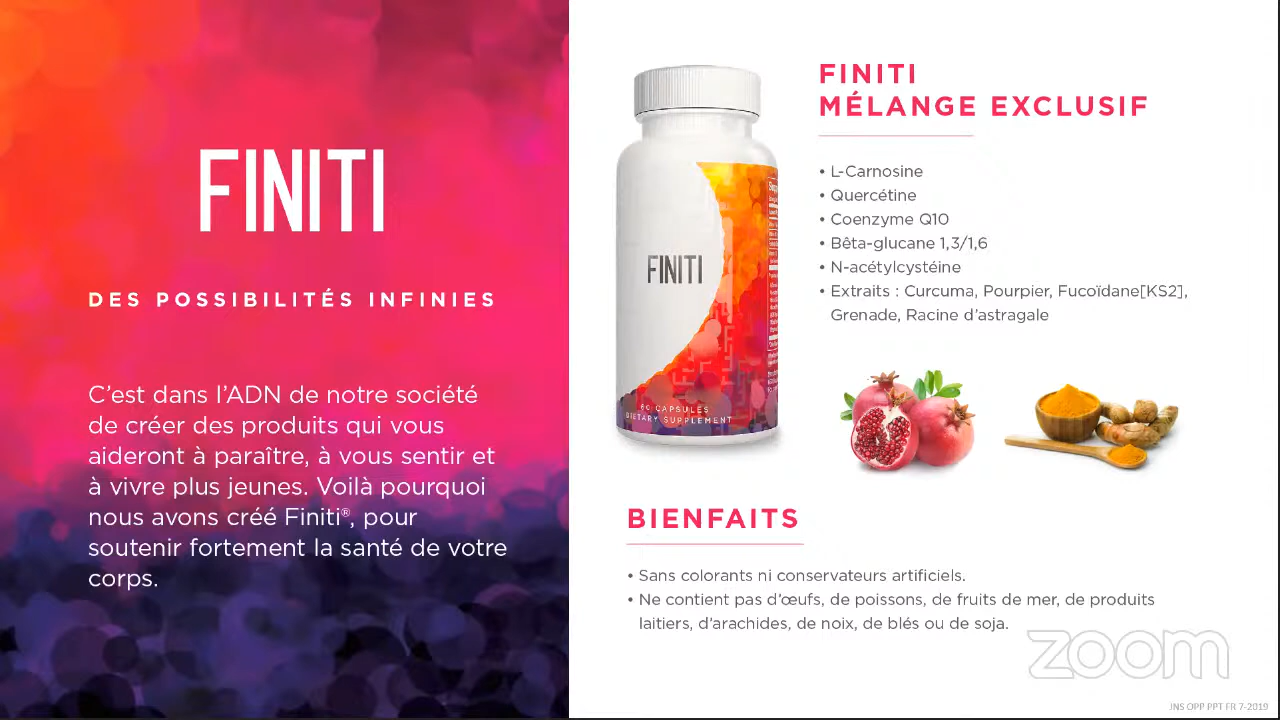 FINITI
DES POSSIBILITÉS INFINIES
C'est dans l'ADN de notre société
de créer des produits qui vous
aideront à paraître, à vous sentir et
à vivre plus jeunes. Voilà pourquoi
nous avons créé Finiti®, pour
soutenir fortement la santé de votre
corps.
FINITI
60 CAPSULES
DIETARY SUPPLEMENT
FINITI
MÉLANGE EXCLUSIF
• L-Carnosine
• Quercétine
• Coenzyme Q10
• Bêta-glucane 1,3/1,6
• N-acétylcystéine
• Extraits : Curcuma, Pourpier, Fucoïdane[KS2],
Grenade, Racine d'astragale
BIENFAITS
• Sans colorants ni conservateurs artificiels.
• Ne contient pas d'œufs, de poissons, de fruits de mer, de produits
laitiers, d'arachides, de noix, de blés ou de soja.
zoom
JNS OPP PPT FR 7-2019